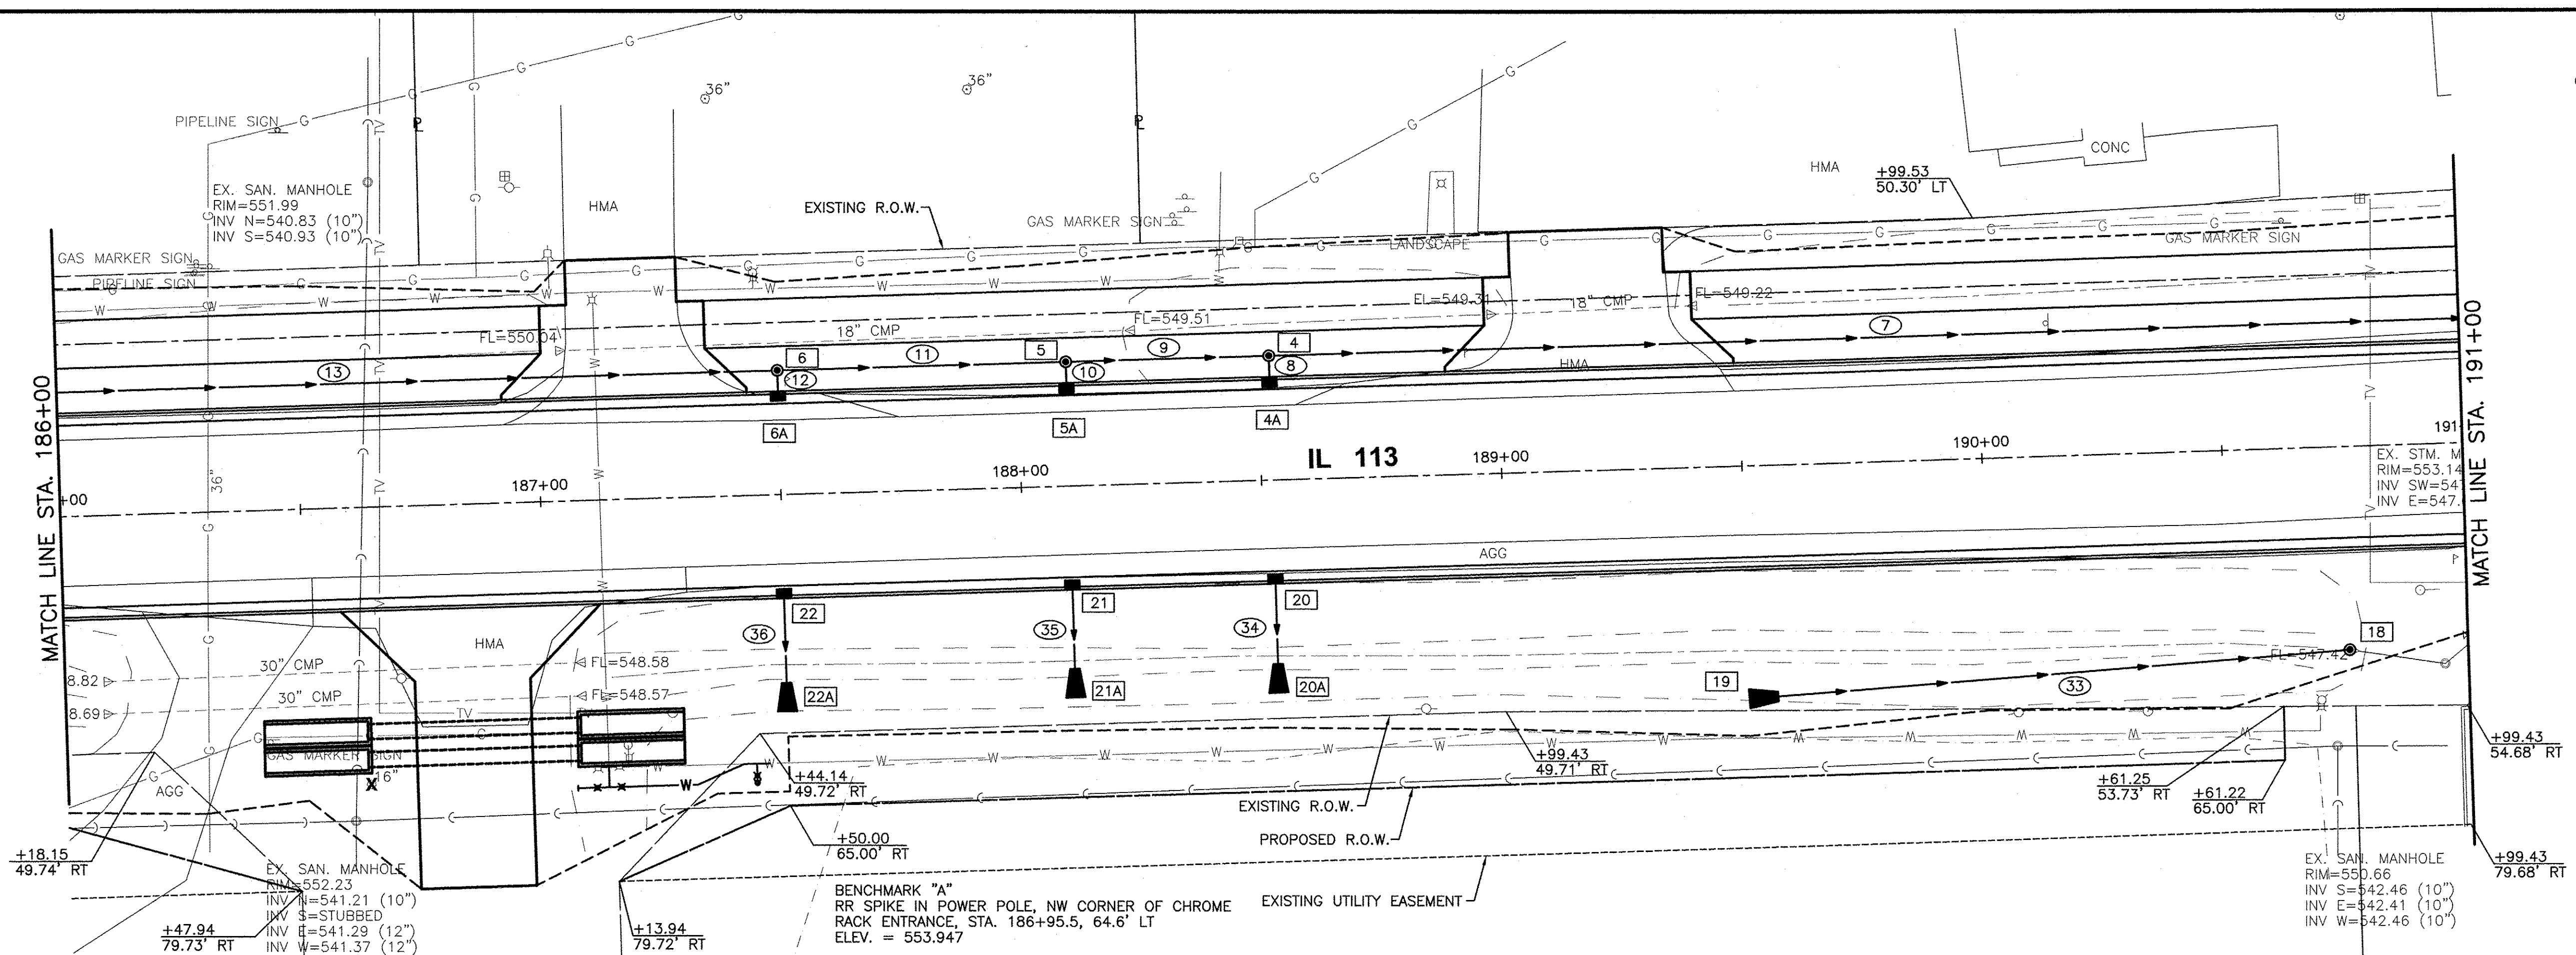 36"
36"
PIPELINE SIGN
CONC
HMA
+99.53
50.30' LT
EX. SAN. MANHOLE
RIM=551.99
INV N=540.83 (10")
INV S=540.93 (10")
HMA
EXISTING R.O.W.
GAS MARKER SIGN
LANDSCAPE
GAS MARKER SIGN
GAS MARKER SIGN
PIPELINE SIGN
FL=550.04
18" CMP
FL=549.51
FL=549.31
18" CMP
FL=549.22
13
6
12
11
5
10
9
4
8
7
HMA
6A
5A
4A
MATCH LINE STA. 186+00
MATCH LINE STA. 191+00
IL 113
+00
187+00
188+00
189+00
190+00
191
36"
EX. STM. M
RIM=553.14
INV SW=54
INV E=547.
AGG
22
21
20
36
35
34
22A
21A
20A
HMA
30" CMP
FL=548.58
8.82
30" CMP
FL=548.57
8.69
TV
19
33
18
FL=547.42
GAS MARKER SIGN
16"
AGG
+44.14
49.72' RT
+99.43
49.71' RT
EXISTING R.O.W.
PROPOSED R.O.W.
+61.25
53.73' RT
+61.22
65.00' RT
+99.43
54.68' RT
+50.00
65.00' RT
+18.15
49.74' RT
+99.43
79.68' RT
EX. SAN. MANHOLE
RIM=552.23
INV N=541.21 (10")
INV S=STUBBED
INV E=541.29 (12")
INV W=541.37 (12")
+47.94
79.73' RT
+13.94
79.72' RT
BENCHMARK "A"
RR SPIKE IN POWER POLE, NW CORNER OF CHROME
RACK ENTRANCE, STA. 186+95.5, 64.6' LT
ELEV. = 553.947
EXISTING UTILITY EASEMENT
EX. SAN. MANHOLE
RIM=550.66
INV S=542.46 (10")
INV E=542.41 (10")
INV W=542.46 (10")